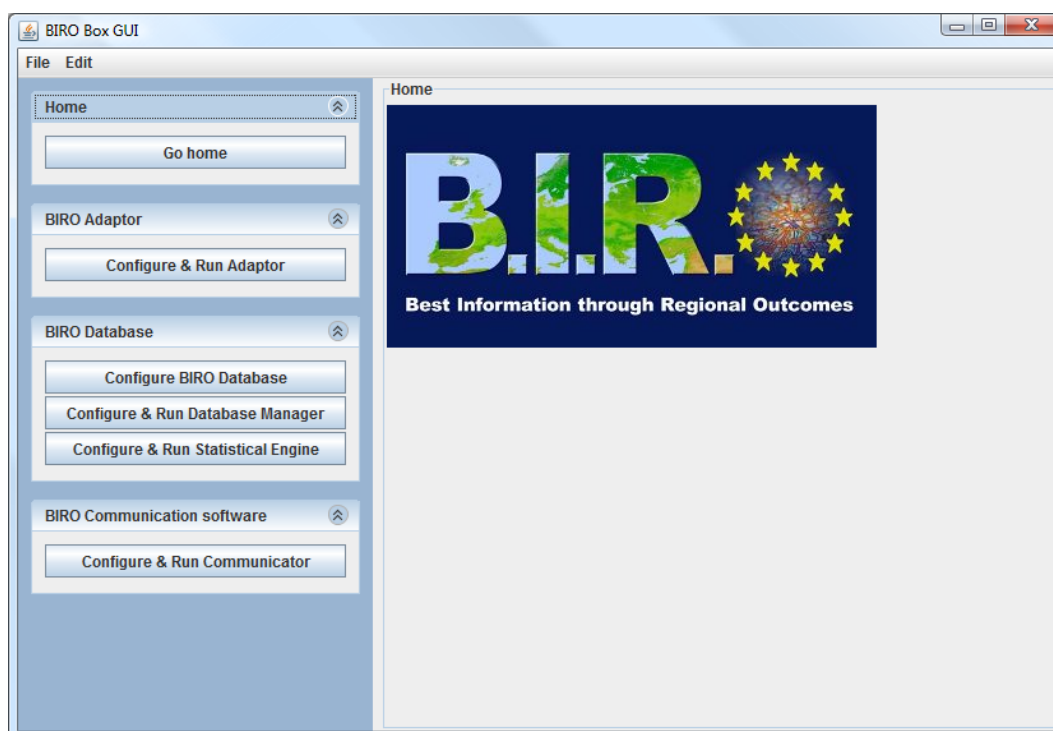 BIRO Box GUI
File Edit
Home
Go home
BIRO Adaptor
Configure & Run Adaptor
BIRO Database
Configure BIRO Database
Configure & Run Database Manager
Configure & Run Statistical Engine
BIRO Communication software
Configure & Run Communicator
Home
B.I.R.O
Best Information through Regional Outcomes